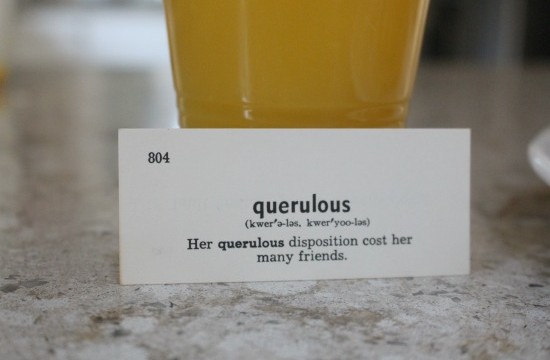 804
querulous
(kwer′ə-ləs, kwer′yoo-ləs)
Her querulous disposition cost her
many friends.